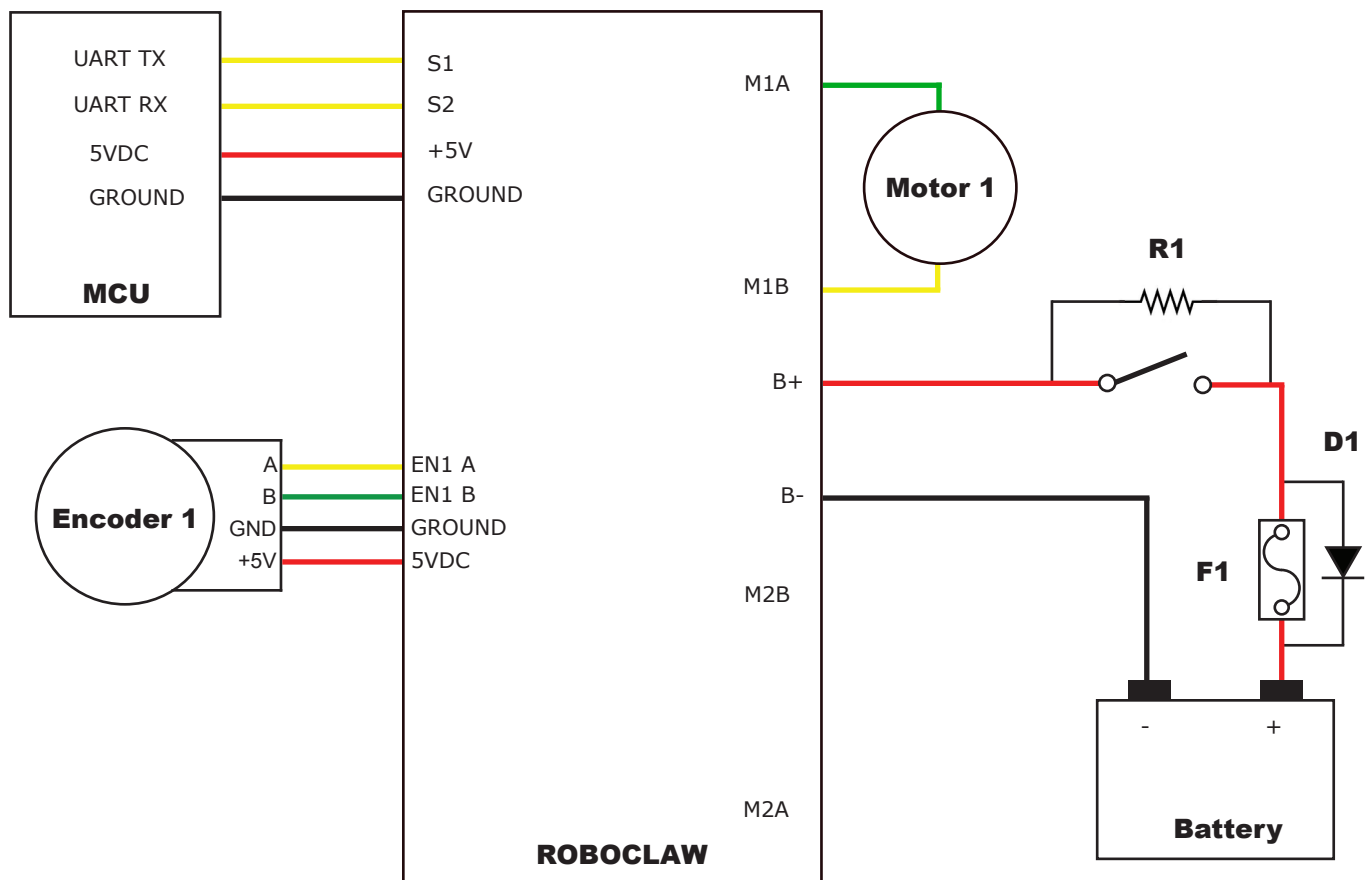 UART TX
UART RX
5VDC
GROUND
MCU
S1
S2
+5V
GROUND
M1A
Motor 1
M1B
R1
B+
D1
B-
F1
Encoder 1
A
B
GND
+5V
EN1 A
EN1 B
GROUND
5VDC
M2B
M2A
ROBOCLAW
- +
Battery